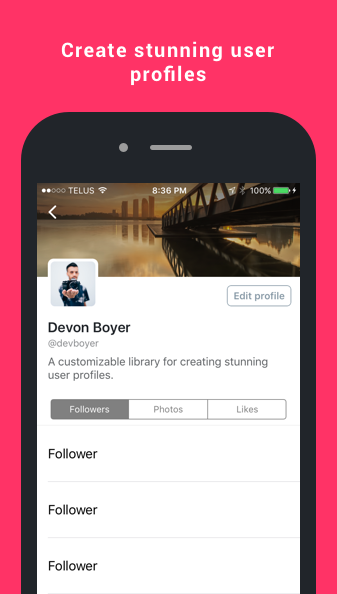 Create stunning user
profiles
TELUS 8:36 PM 100%
Devon Boyer
Edit profile
@devboyer
A customizable library for creating stunning
user profiles.
Followers Photos Likes
Follower
Follower
Follower